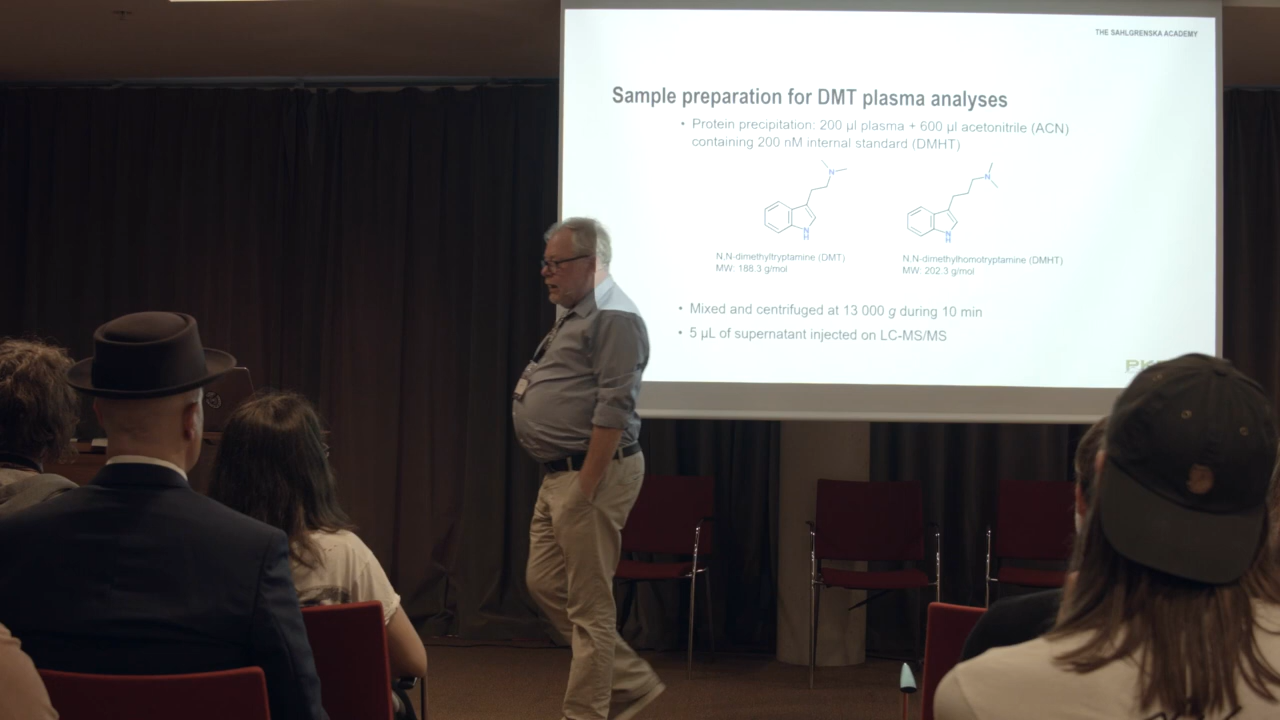 THE SAHLGRENSKA ACADEMY
Sample preparation for DMT plasma analyses
• Protein precipitation: 200 µl plasma + 600 µl acetonitrile (ACN)
containing 200 nM internal standard (DMHT)
N
N
H
N
N
H
N,N-dimethyltryptamine (DMT)
MW: 188.3 g/mol
N,N-dimethylhomotryptamine (DMHT)
MW: 202.3 g/mol
• Mixed and centrifuged at 13 000 g during 10 min
• 5 µL of supernatant injected on LC-MS/MS